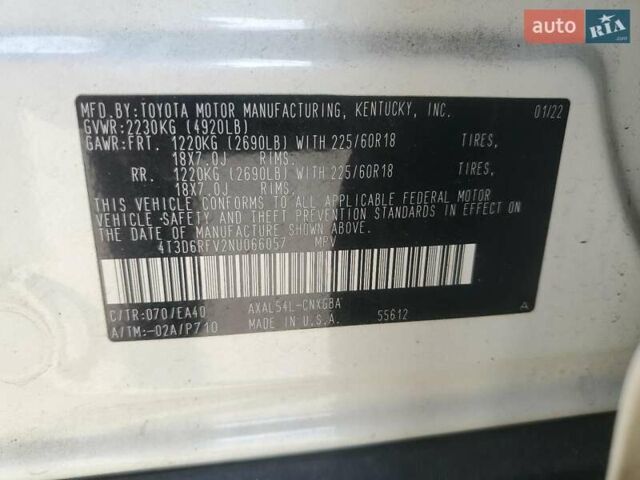 auto RIA.com
MFD.BY:TOYOTA MOTOR MANUFACTURING, KENTUCKY, INC. 01/22
GVWR:2230KG (4920LB)
GAWR:FRT. 1220KG (2690LB) WITH 225/60R18 TIRES,
18X7.0J RIMS.
RR. 1220KG (2690LB) WITH 225/60R18 TIRES,
18X7.0J RIMS.
THIS VEHICLE CONFORMS TO ALL APPLICABLE FEDERAL MOTOR
VEHICLE SAFETY AND THEFT PREVENTION STANDARDS IN EFFECT ON
THE DATE OF MANUFACTURE SHOWN ABOVE.
4T3D6RFV2NU066057 MPV
C/TR:070/EA40 AXAL54L-CNXGBA
A/TM:-02A/P710 MADE IN U.S.A. 55612 A